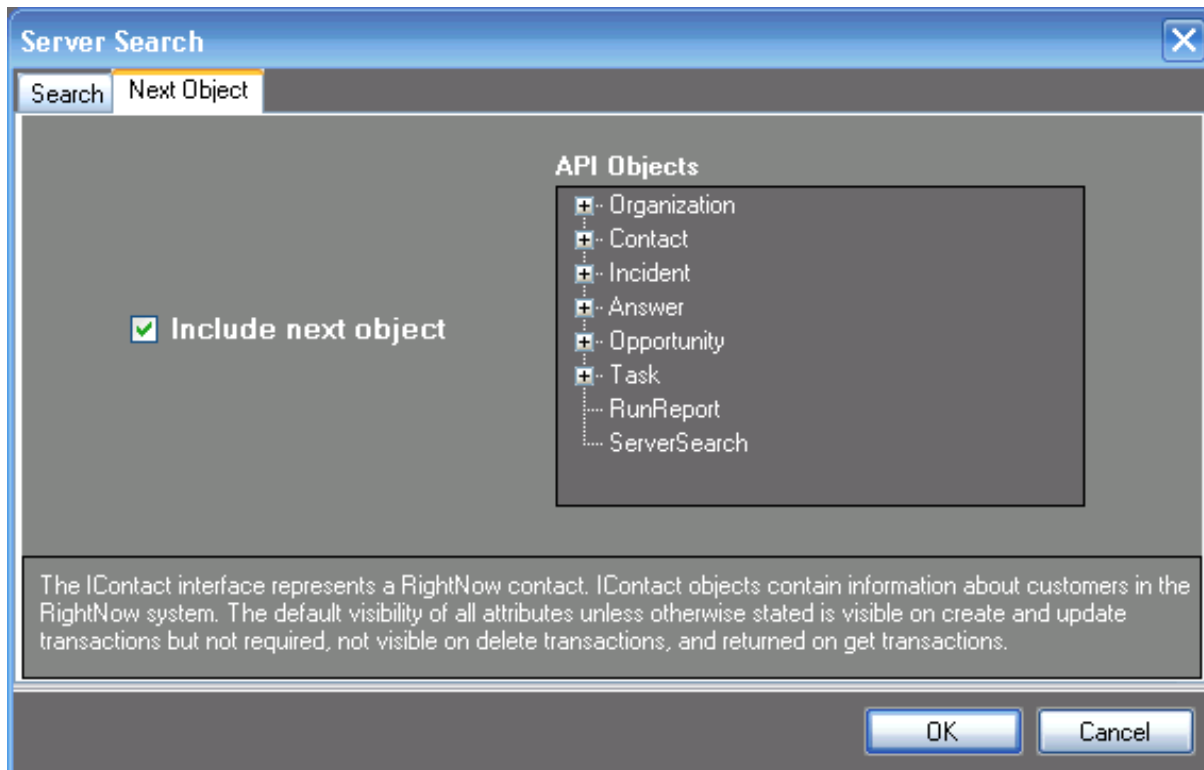 Server Search
Search
Next Object
API Objects
Organization
Contact
Incident
Answer
Opportunity
Task
RunReport
ServerSearch
Include next object
The IContact interface represents a RightNow contact. IContact objects contain information about customers in the
RightNow system. The default visibility of all attributes unless otherwise stated is visible on create and update
transactions but not required, not visible on delete transactions, and returned on get transactions.
OK
Cancel